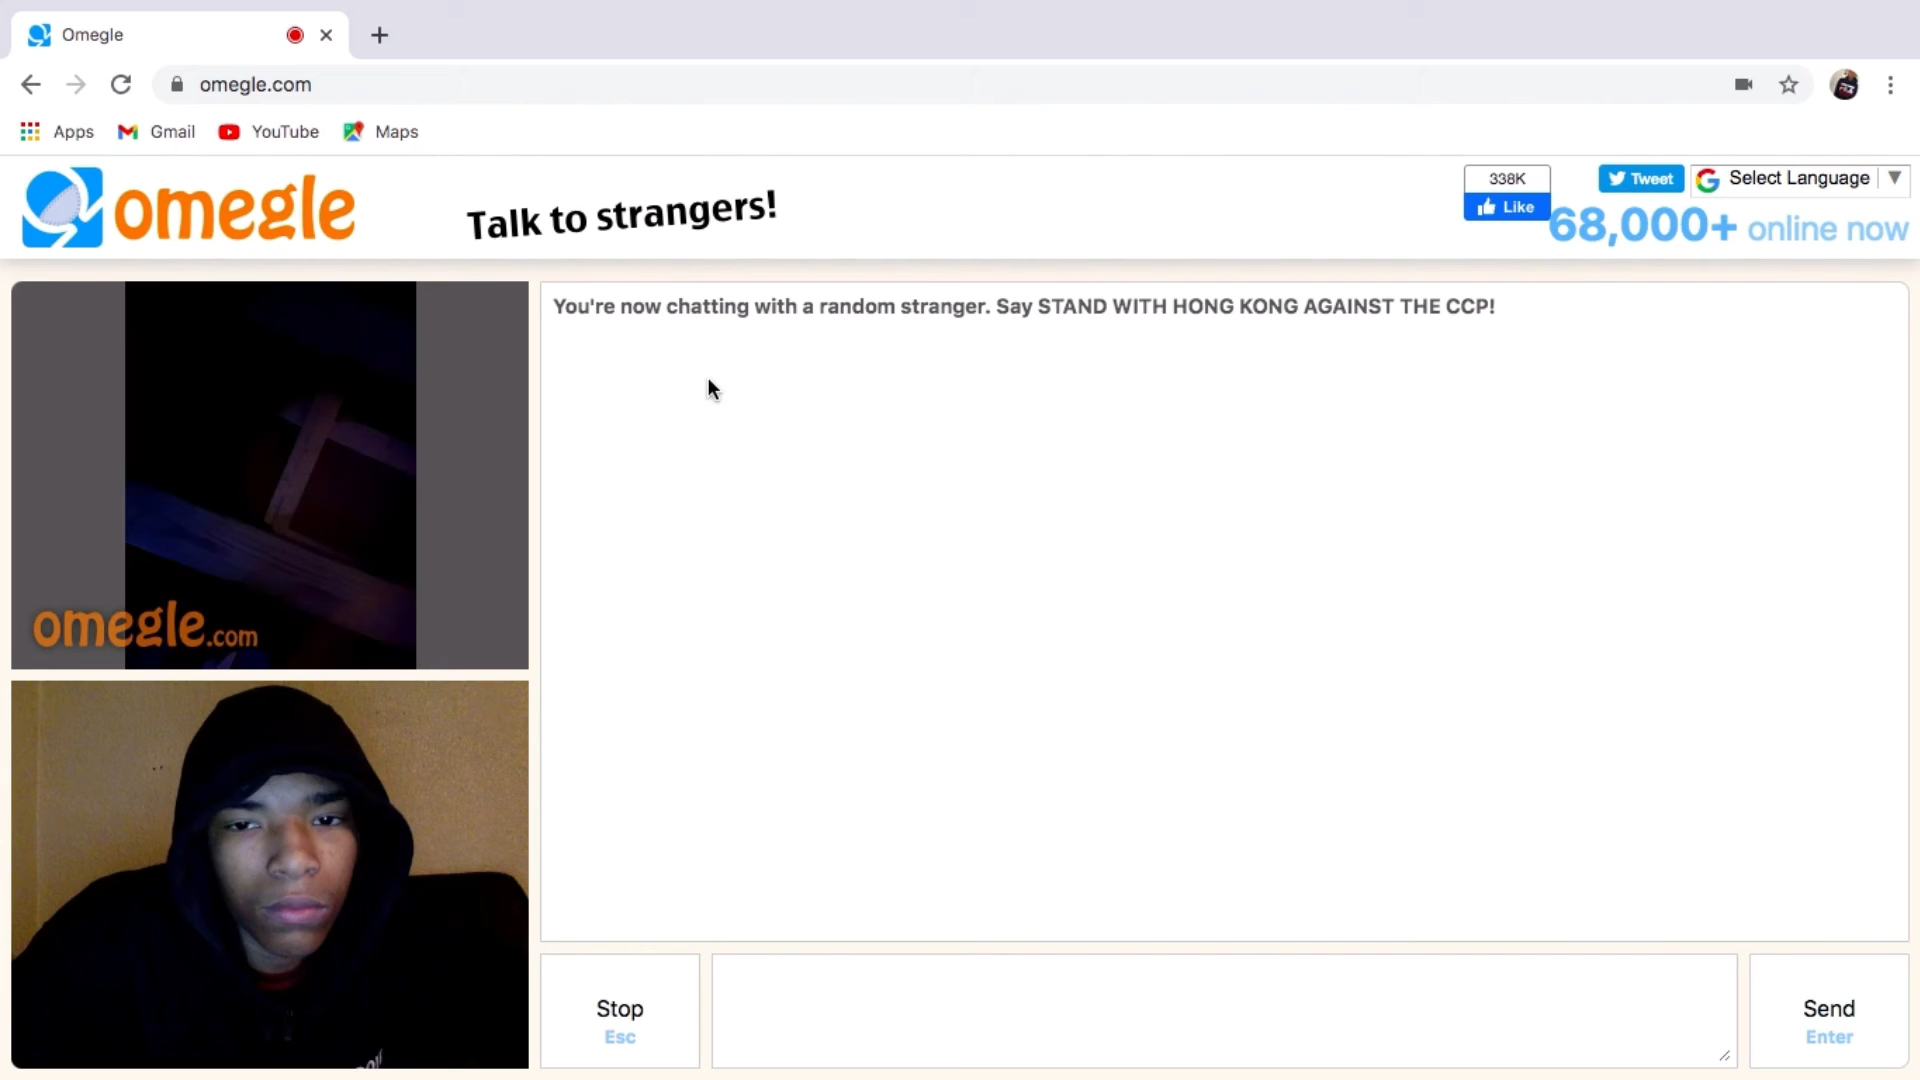 Omegle
omegle.com
Apps
Gmail
YouTube
Maps
omegle
Talk to strangers!
338K
Like
Tweet
Select Language
68,000+ online now
You're now chatting with a random stranger. Say STAND WITH HONG KONG AGAINST THE CCP!
omegle.com
Stop
Esc
Send
Enter